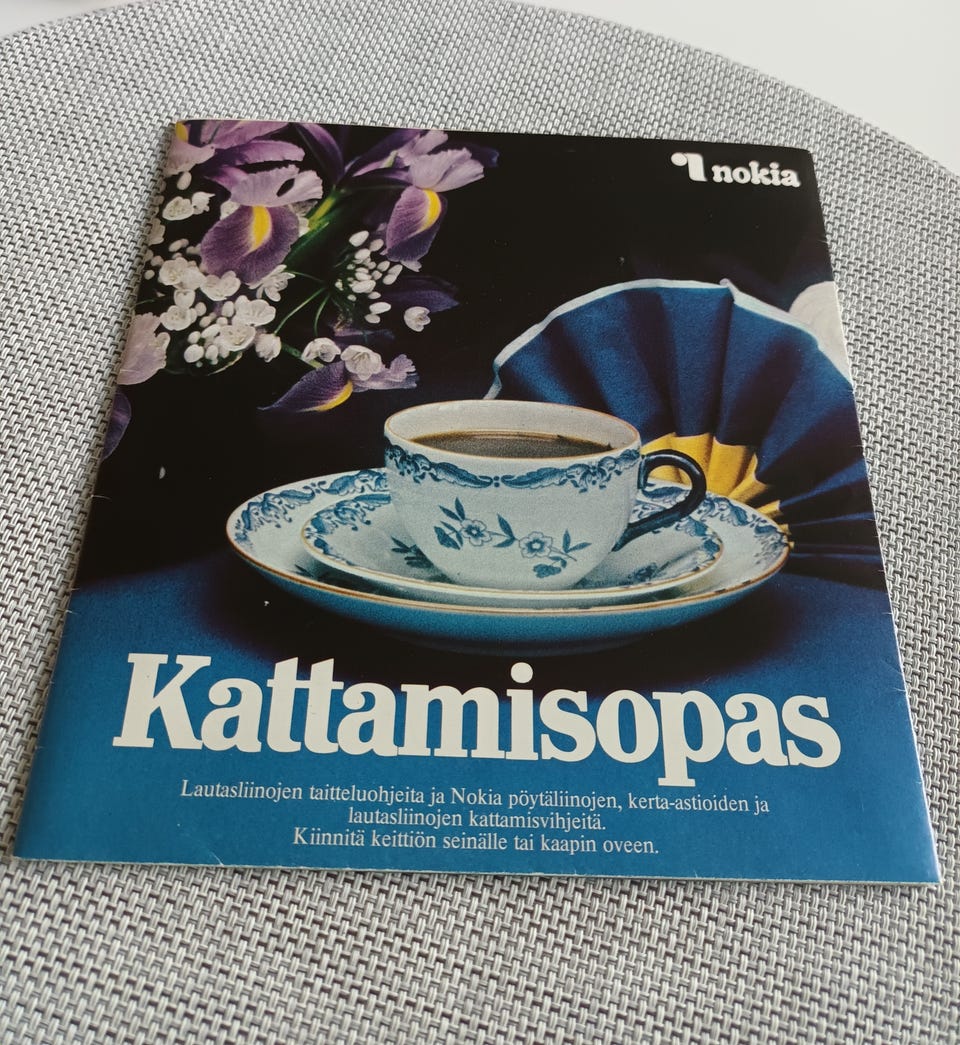 nokia
Kattamisopas
Lautasliinojen taitteluohjeita ja Nokia pöytäliinojen, kerta-astioiden ja
lautasliinojen kattamisvihjeitä.
Kiinnitä keittiön seinälle tai kaapin oveen.